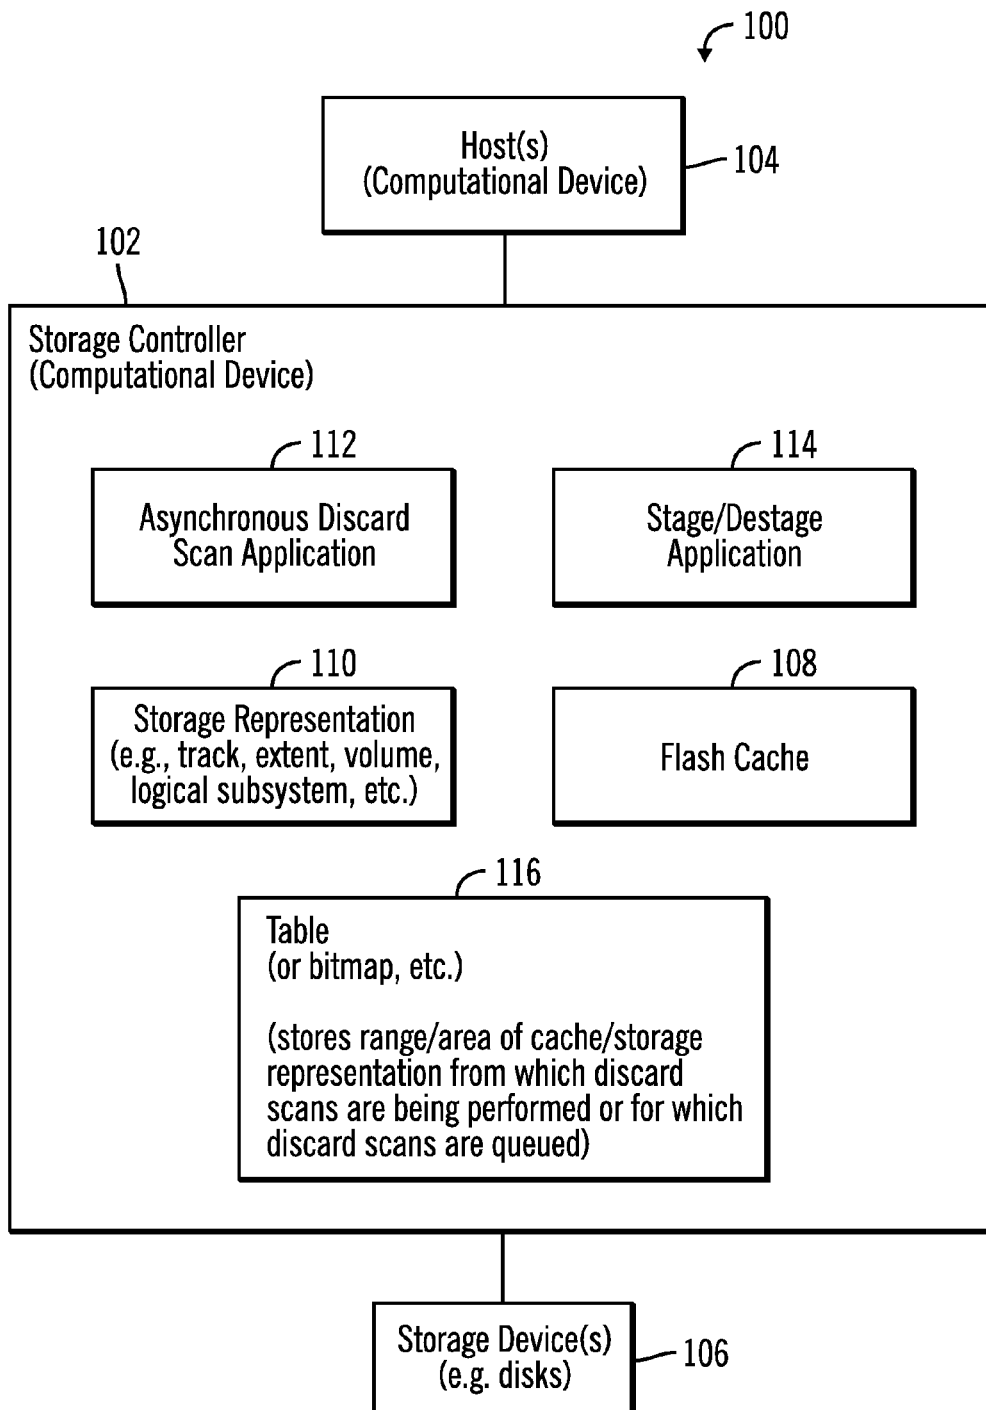 100
Host(s)
(Computational Device)
104
102
Storage Controller
(Computational Device)
112
Asynchronous Discard
Scan Application
114
Stage/Destage
Application
110
Storage Representation
(e.g., track, extent, volume,
logical subsystem, etc.)
108
Flash Cache
116
Table
(or bitmap, etc.)
(stores range/area of cache/storage
representation from which discard
scans are being performed or for which
discard scans are queued)
Storage Device(s)
(e.g. disks)
106